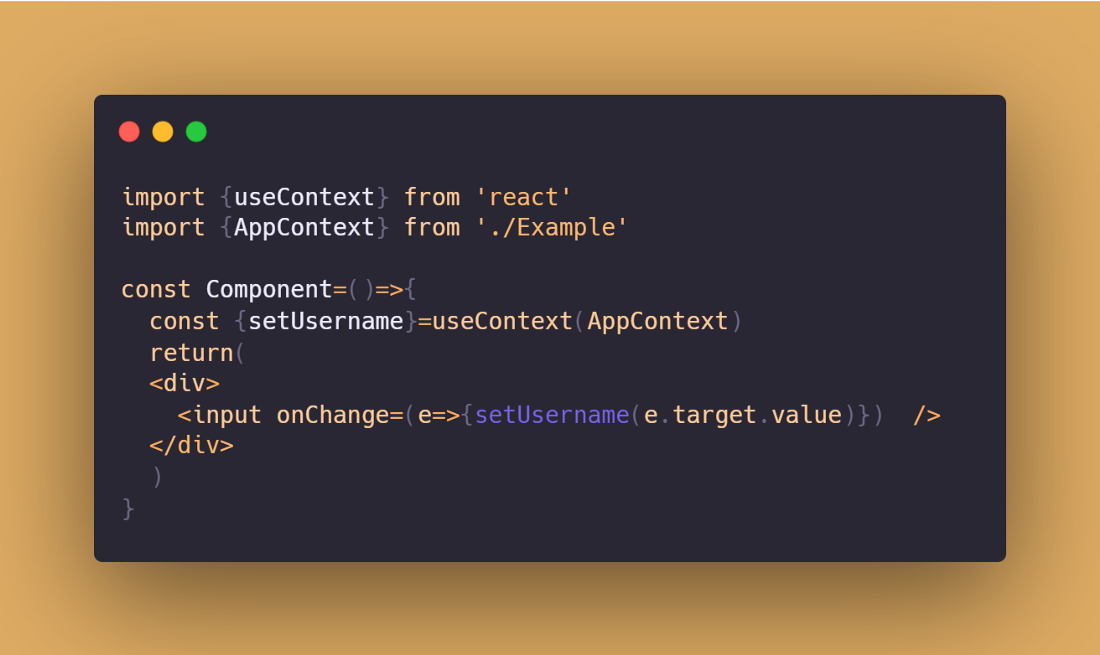 import {useContext} from 'react'
import {AppContext} from './Example'
const Component=()=>{
const {setUsername}=useContext(AppContext)
return(
<div>
<input onChange=(e=>{setUsername(e.target.value)})  />
</div>
)
}